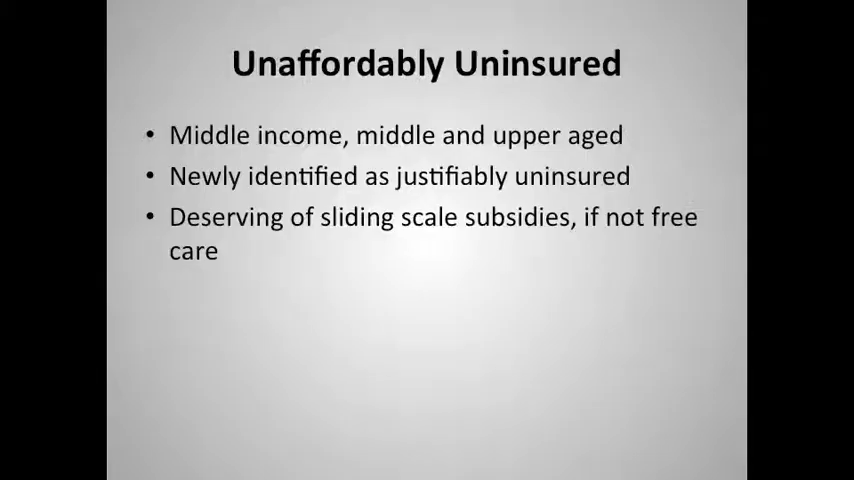 Unaffordably Uninsured
• Middle income, middle and upper aged
• Newly identified as justifiably uninsured
• Deserving of sliding scale subsidies, if not free
care